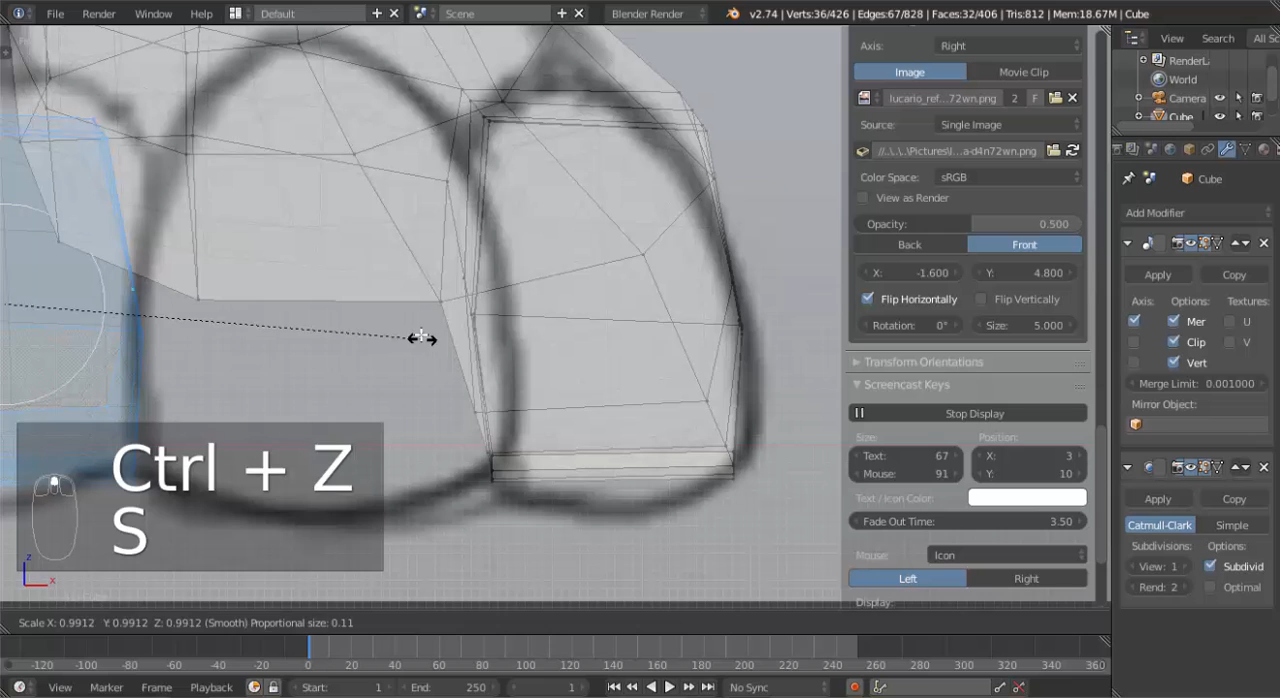 File Render Window Help Default Scene Blender Render v2.74 | Verts:36/426 | Edges:67/828 | Faces:32/406 | Tris:812 | Mem:18.67M | Cube
Axis: Right
Image Movie Clip
lucario_ref...72wn.png 2 F
Source: Single Image
//..\..\..\Pictures\l...a-d4n72wn.png
Color Space: sRGB
View as Render
Opacity: 0.500
Back Front
X: -1.600 Y: 4.800
Flip Horizontally Flip Vertically
Rotation: 0° Size: 5.000
Transform Orientations
Screencast Keys
Stop Display
Size: Position:
Text: 67 X: 3
Mouse: 91 Y: 10
Text / Icon Color:
Fade Out Time: 3.50
Mouse: Icon
Left Right
Display:
View Search All Sc
RenderL
World
Camera
Cube
Cube
Add Modifier
Apply Copy
Axis: Options: Textures:
Mer U
Clip V
Vert
Merge Limit: 0.001000
Mirror Object:
Apply Copy
Catmull-Clark Simple
Subdivisions: Options:
View: 1 Subdivid
Rend: 2 Optimal
Ctrl + Z
S
z
x
Scale X: 0.9912 Y: 0.9912 Z: 0.9912 (Smooth) Proportional size: 0.11
-120 -100 -80 -60 -40 -20 0 20 40 60 80 100 120 140 160 180 200 220 240 260 280 300 320 340 360
View Marker Frame Playback Start: 1 End: 250 1 No Sync